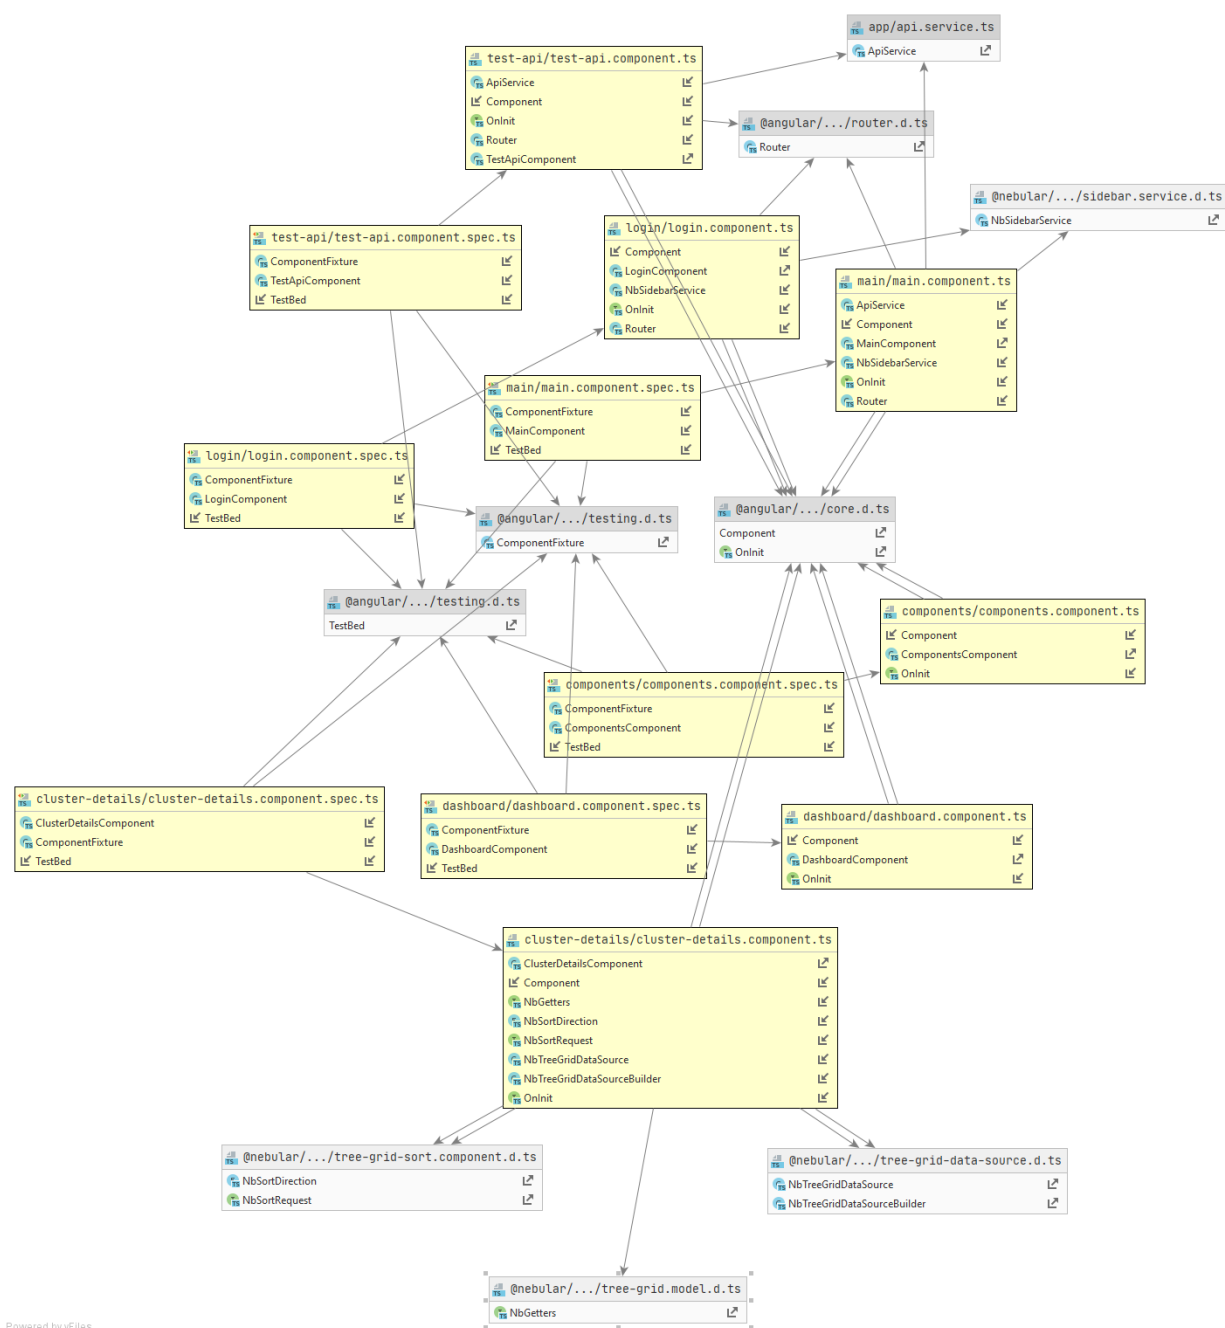 app/api.service.ts
ApiService
test-api/test-api.component.ts
ApiService
Component
OnInit
Router
TestApiComponent
@angular/.../router.d.ts
Router
@nebular/.../sidebar.service.d.ts
NbSidebarService
login/login.component.ts
Component
LoginComponent
NbSidebarService
OnInit
Router
test-api/test-api.component.spec.ts
ComponentFixture
TestApiComponent
TestBed
main/main.component.ts
ApiService
Component
MainComponent
NbSidebarService
OnInit
Router
main/main.component.spec.ts
ComponentFixture
MainComponent
TestBed
login/login.component.spec.ts
ComponentFixture
LoginComponent
TestBed
@angular/.../testing.d.ts
ComponentFixture
@angular/.../core.d.ts
Component
OnInit
@angular/.../testing.d.ts
TestBed
components/components.component.ts
Component
ComponentsComponent
OnInit
components/components.component.spec.ts
ComponentFixture
ComponentsComponent
TestBed
cluster-details/cluster-details.component.spec.ts
ClusterDetailsComponent
ComponentFixture
TestBed
dashboard/dashboard.component.spec.ts
ComponentFixture
DashboardComponent
TestBed
dashboard/dashboard.component.ts
Component
DashboardComponent
OnInit
cluster-details/cluster-details.component.ts
ClusterDetailsComponent
Component
NbGetters
NbSortDirection
NbSortRequest
NbTreeGridDataSource
NbTreeGridDataSourceBuilder
OnInit
@nebular/.../tree-grid-sort.component.d.ts
NbSortDirection
NbSortRequest
@nebular/.../tree-grid-data-source.d.ts
NbTreeGridDataSource
NbTreeGridDataSourceBuilder
@nebular/.../tree-grid.model.d.ts
NbGetters
Powered by yFiles